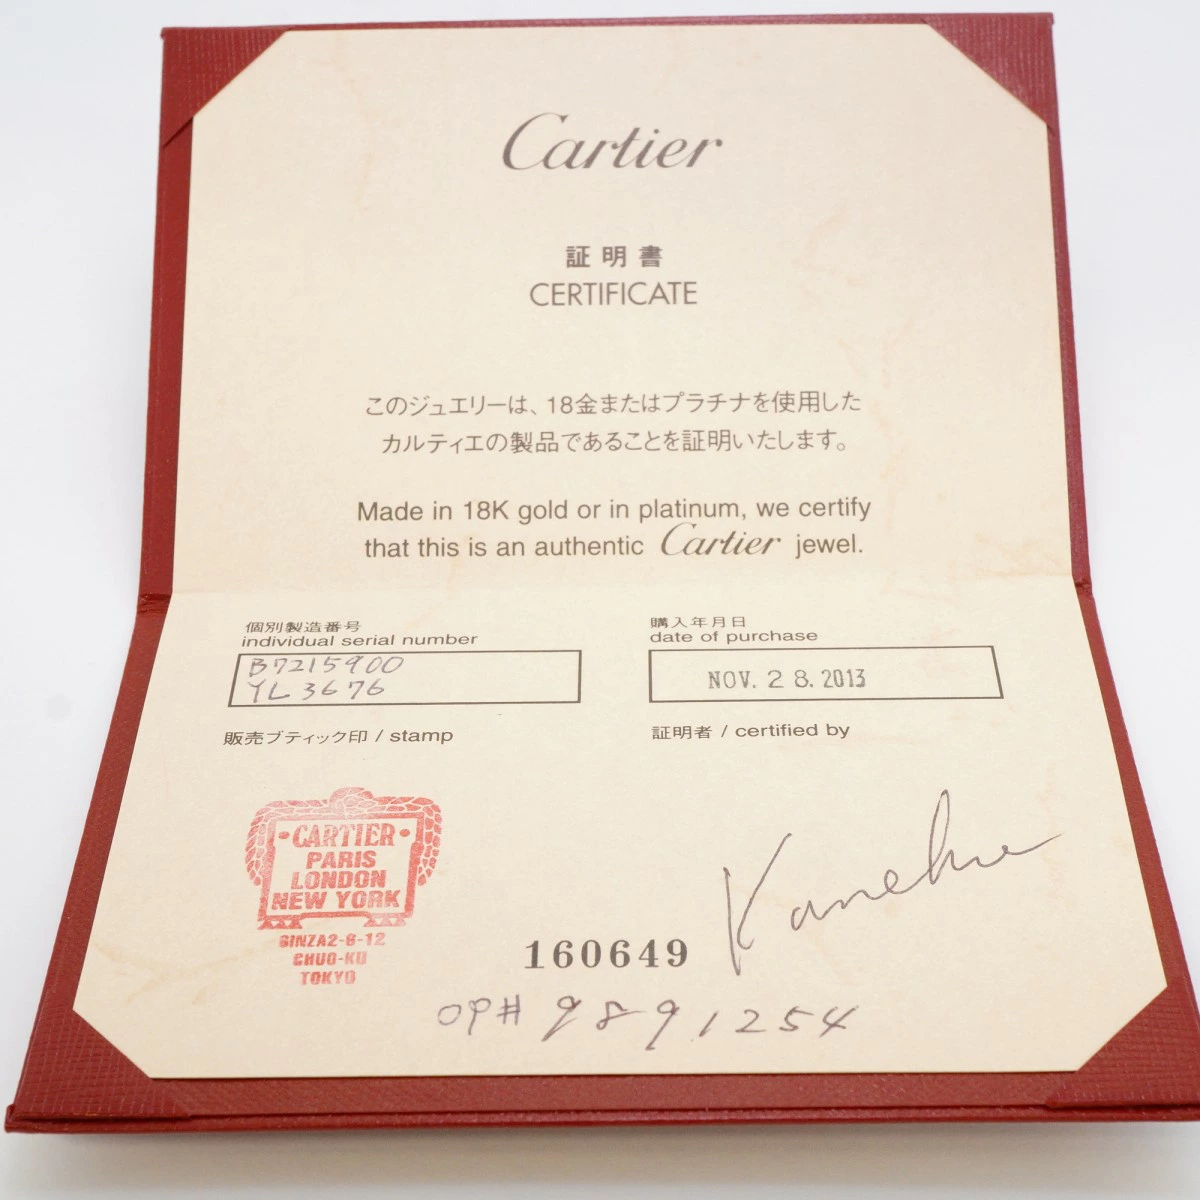 Cartier
証明書
CERTIFICATE
このジュエリーは、18金またはプラチナを使用した
カルティエの製品であることを証明いたします。
Made in 18K gold or in platinum, we certify
that this is an authentic Cartier jewel.
個別製造番号
individual serial number
B7215900
YL3676
購入年月日
date of purchase
NOV. 28. 2013
販売ブティック印 / stamp
証明者 / certified by
·CARTIER·
PARIS
LONDON
NEW YORK
CHUO-KU
TOKYO
160649
OP# 9891254